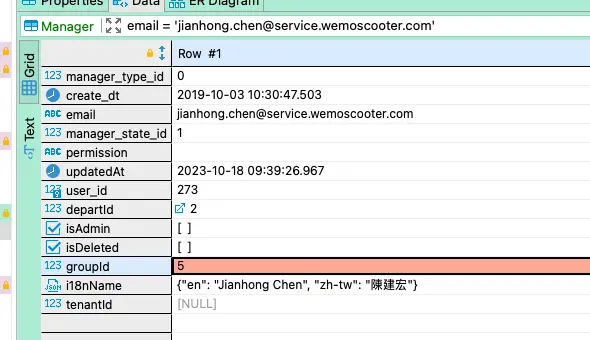 Properties Data ER Diagram
Manager email = 'jianhong.chen@service.wemoscooter.com'
Grid
Text
Row #1
123 manager_type_id 0
create_dt 2019-10-03 10:30:47.503
ABC email jianhong.chen@service.wemoscooter.com
123 manager_state_id 1
ABC permission
updatedAt 2023-10-18 09:39:26.967
123 user_id 273
123 departId 2
isAdmin [ ]
isDeleted [ ]
123 groupId 5
JSON i18nName {"en": "Jianhong Chen", "zh-tw": "陳建宏"}
123 tenantId [NULL]